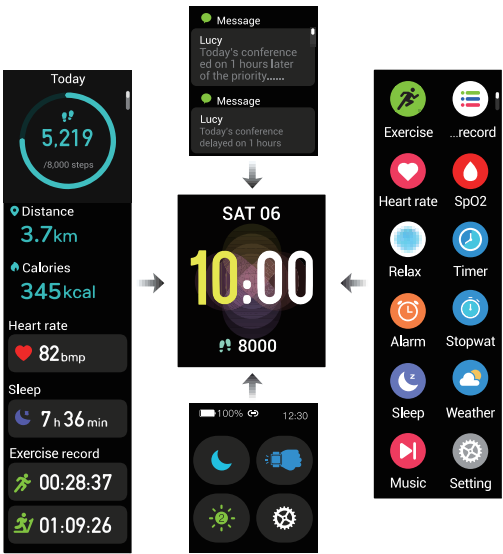 Message
Lucy
Today's conference
ed on 1 hours later
of the priority......
Message
Lucy
Today's conference
delayed on 1 hours
Today
5,219
/8,000 steps
Distance
3.7km
Calories
345kcal
Heart rate
82bmp
Sleep
7h36min
Exercise record
00:28:37
01:09:26
SAT 06
10:00
8000
100% 12:30
2
Exercise ...record
Heart rate SpO2
Relax Timer
Alarm Stopwat
z
Sleep Weather
Music Setting